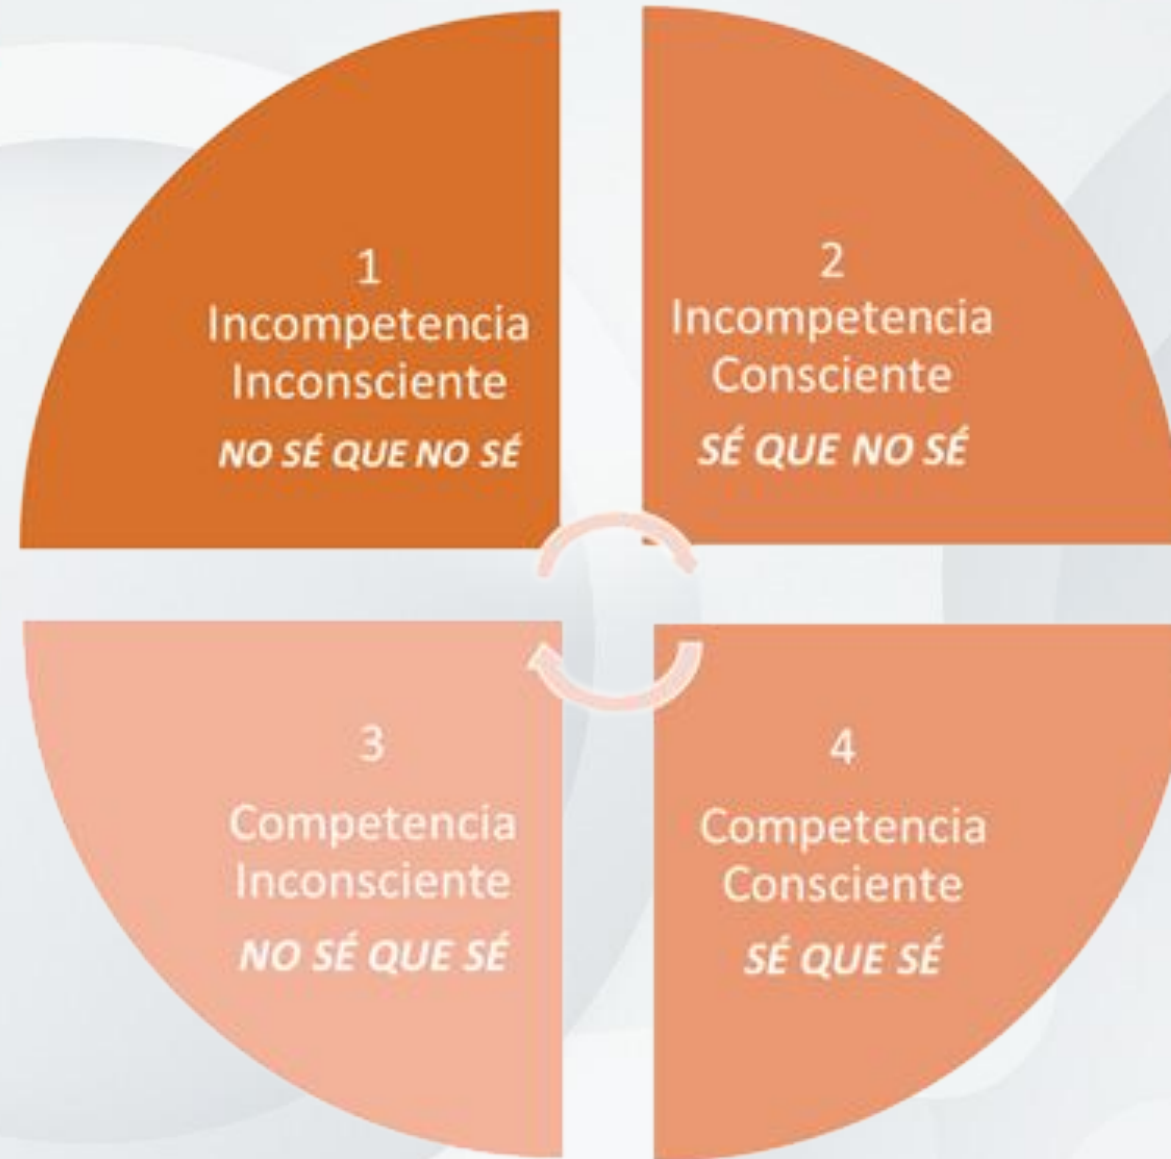 1
Incompetencia
Inconsciente
NO SÉ QUE NO SÉ
2
Incompetencia
Consciente
SÉ QUE NO SÉ
3
Competencia
Inconsciente
NO SÉ QUE SÉ
4
Competencia
Consciente
SÉ QUE SÉ